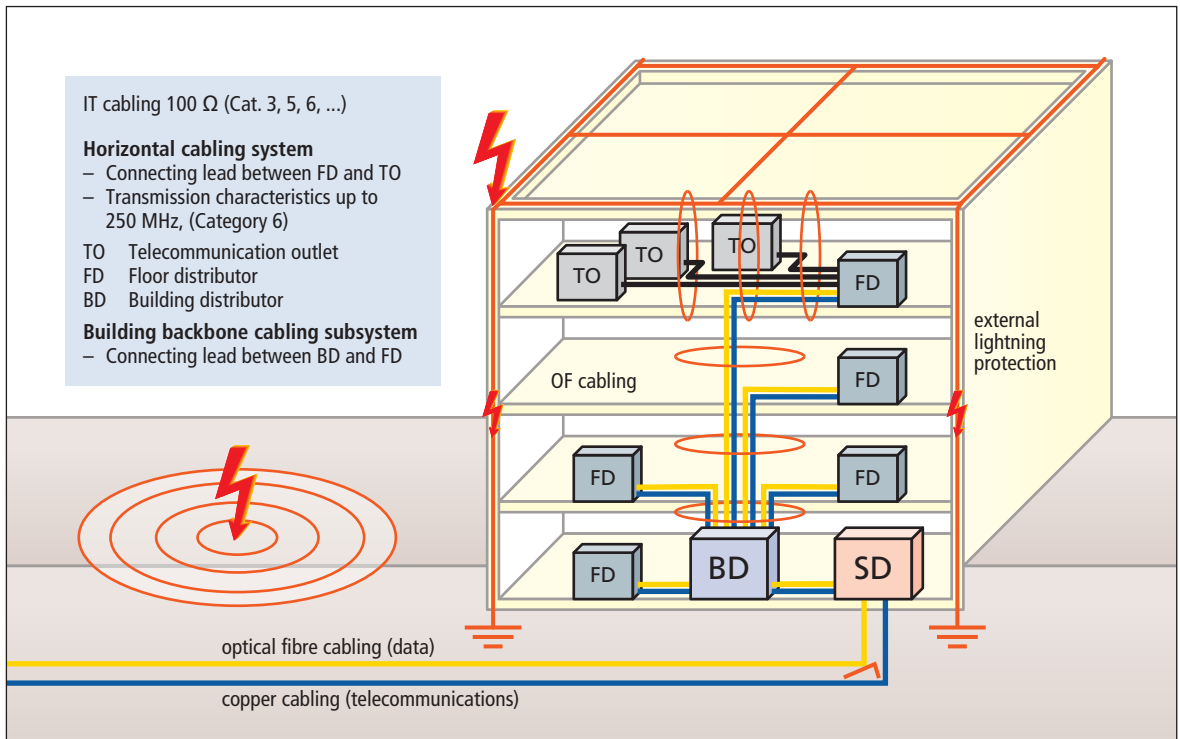 IT cabling 100 Ω (Cat. 3, 5, 6, ...)
Horizontal cabling system
– Connecting lead between FD and TO
– Transmission characteristics up to
250 MHz, (Category 6)
TO Telecommunication outlet
FD Floor distributor
BD Building distributor
Building backbone cabling subsystem
– Connecting lead between BD and FD
TO
TO
TO
FD
external
lightning
protection
OF cabling
FD
FD
FD
FD
BD
SD
optical fibre cabling (data)
copper cabling (telecommunications)